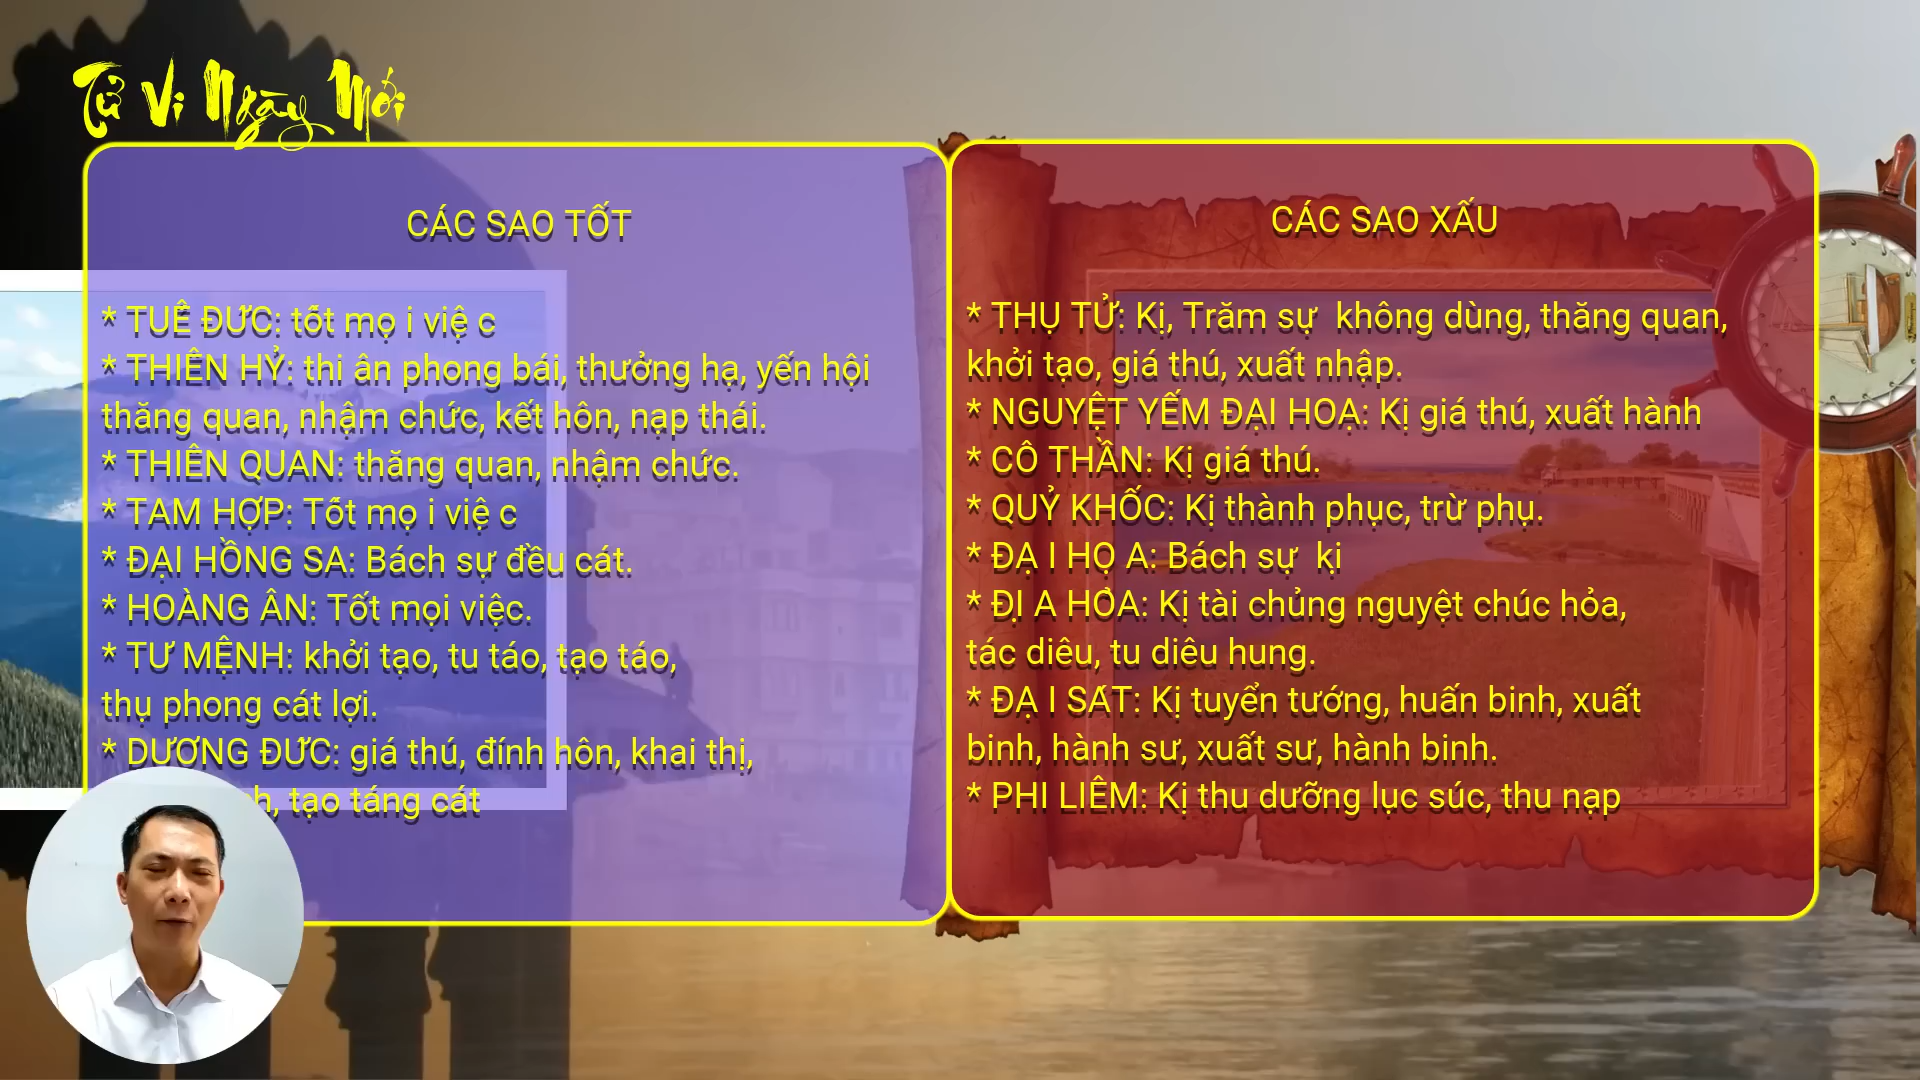 Tử Vi Ngày Mới
CÁC SAO TỐT
* TUẾ ĐỨC: tốt mọ i việ c
* THIÊN HỶ: thi ân phong bái, thưởng hạ, yến hội
thăng quan, nhậm chức, kết hôn, nạp thái.
* THIÊN QUAN: thăng quan, nhậm chức.
* TAM HỢP: Tốt mọ i việ c
* ĐẠI HỒNG SA: Bách sự đều cát.
* HOÀNG ÂN: Tốt mọi việc.
* TƯ MỆNH: khởi tạo, tu táo, tạo táo,
thụ phong cát lợi.
* DƯƠNG ĐỨC: giá thú, đính hôn, khai thị,
tạo táng cát
CÁC SAO XẤU
* THỤ TỬ: Kị, Trăm sự  không dùng, thăng quan,
khởi tạo, giá thú, xuất nhập.
* NGUYỆT YẾM ĐẠI HOẠ: Kị giá thú, xuất hành
* CÔ THẦN: Kị giá thú.
* QUỶ KHỐC: Kị thành phục, trừ phụ.
* ĐẠ I HỌ A: Bách sự  kị
* ĐỊ A HỎA: Kị tài chủng nguyệt chúc hỏa,
tác diêu, tu diêu hung.
* ĐẠ I SÁT: Kị tuyển tướng, huấn binh, xuất
binh, hành sư, xuất sư, hành binh.
* PHI LIÊM: Kị thu dưỡng lục súc, thu nạp